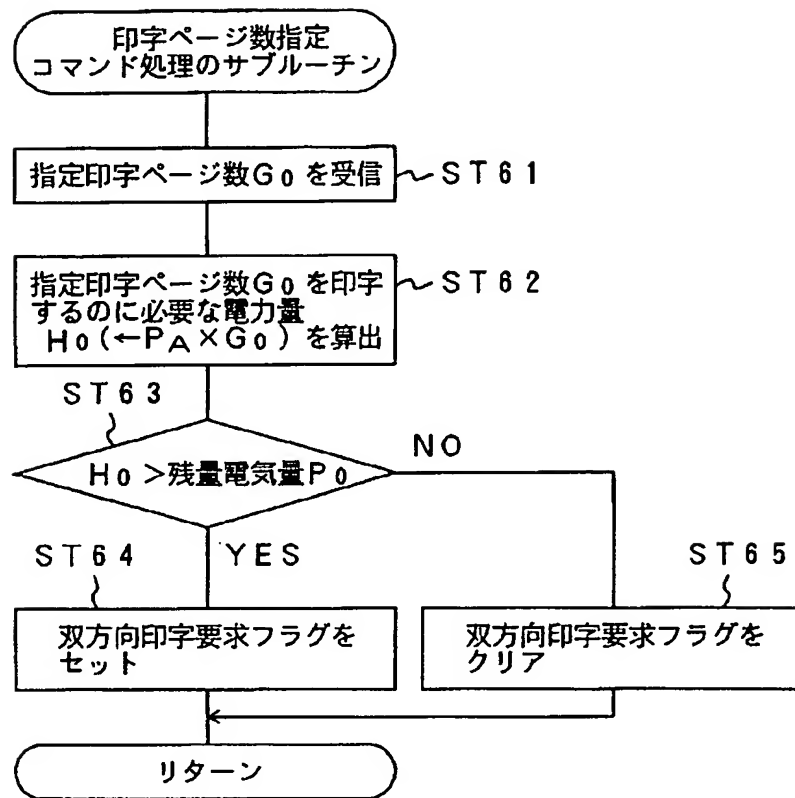 印字ページ数指定
コマンド処理のサブルーチン
指定印字ページ数G0を受信
ST61
指定印字ページ数G0を印字
するのに必要な電力量
H0(←PA×G0)を算出
ST62
ST63
H0>残量電気量P0
NO
YES
ST64
双方向印字要求フラグを
セット
ST65
双方向印字要求フラグを
クリア
リターン